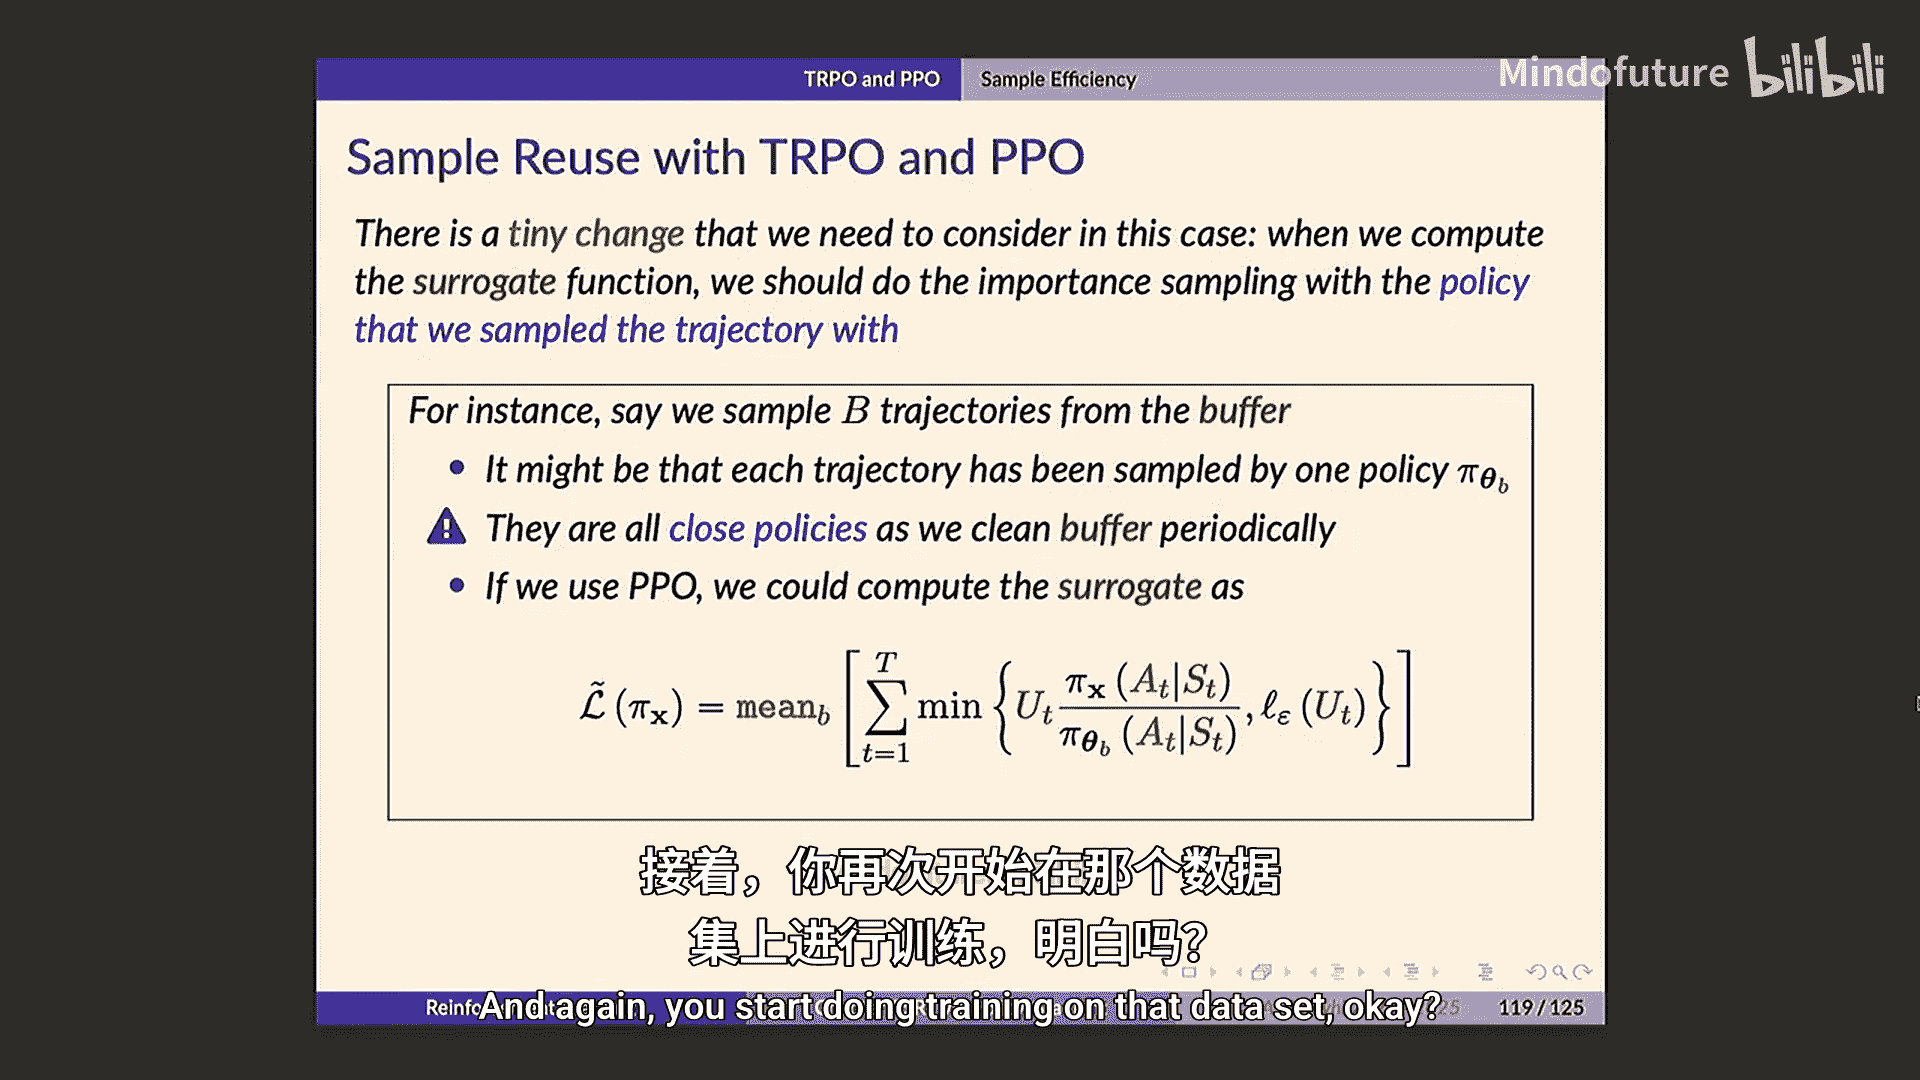 TRPO and PPO Sample Efficiency
Mindofuture bilibili
Sample Reuse with TRPO and PPO
There is a tiny change that we need to consider in this case: when we compute
the surrogate function, we should do the importance sampling with the policy
that we sampled the trajectory with
For instance, say we sample B trajectories from the buffer
• It might be that each trajectory has been sampled by one policy π_θ_b
They are all close policies as we clean buffer periodically
• If we use PPO, we could compute the surrogate as
ℒ̃ (π_x) = mean_b [ ∑_{t=1}^{T} min { U_t π_x (A_t|S_t) / π_θ_b (A_t|S_t) , ℓ_ε (U_t) } ]
接着，你再次开始在那个数据
集上进行训练，明白吗？
And again, you start doing training on that data set, okay?
119 / 125